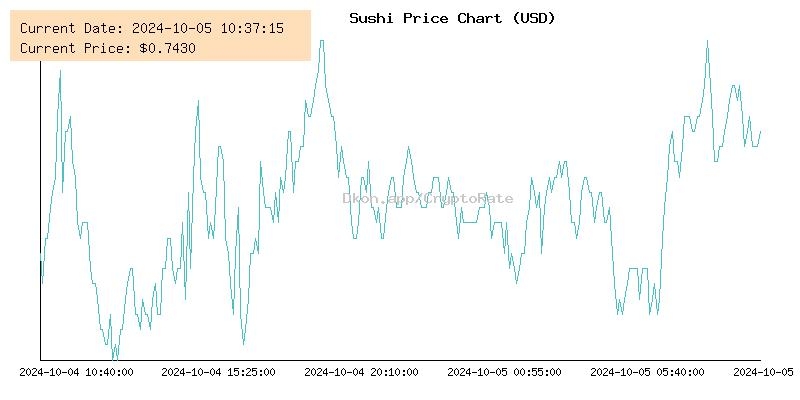 Sushi Price Chart (USD)
Current Date: 2024-10-05 10:37:15
Current Price: $0.7430
Dkon.app/CryptoRate
2024-10-04 10:40:00 2024-10-04 15:25:00 2024-10-04 20:10:00 2024-10-05 00:55:00 2024-10-05 05:40:00 2024-10-05